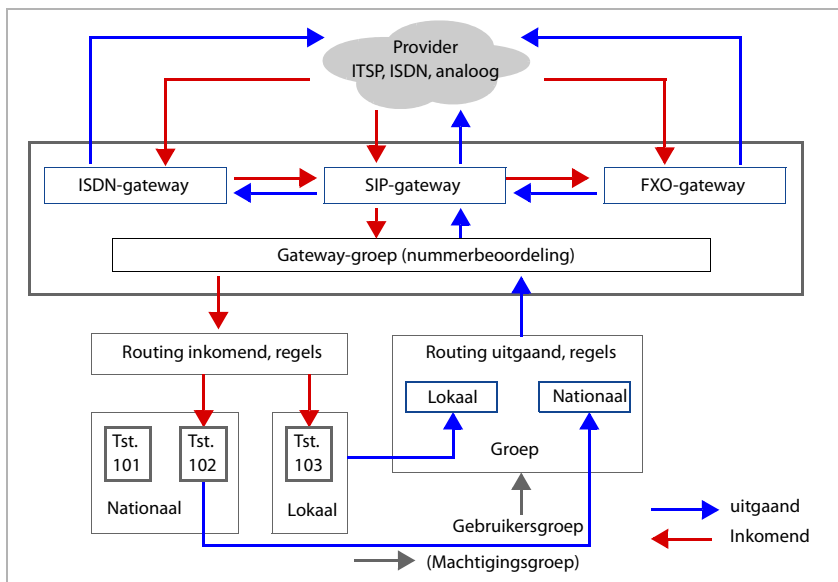 Provider
ITSP, ISDN, analoog
ISDN-gateway
SIP-gateway
FXO-gateway
Gateway-groep (nummerbeoordeling)
Routing inkomend, regels
Routing uitgaand, regels
Lokaal
Nationaal
Tst.
101
Tst.
102
Tst.
103
Groep
Nationaal
Lokaal
Gebruikersgroep
uitgaand
Inkomend
(Machtigingsgroep)